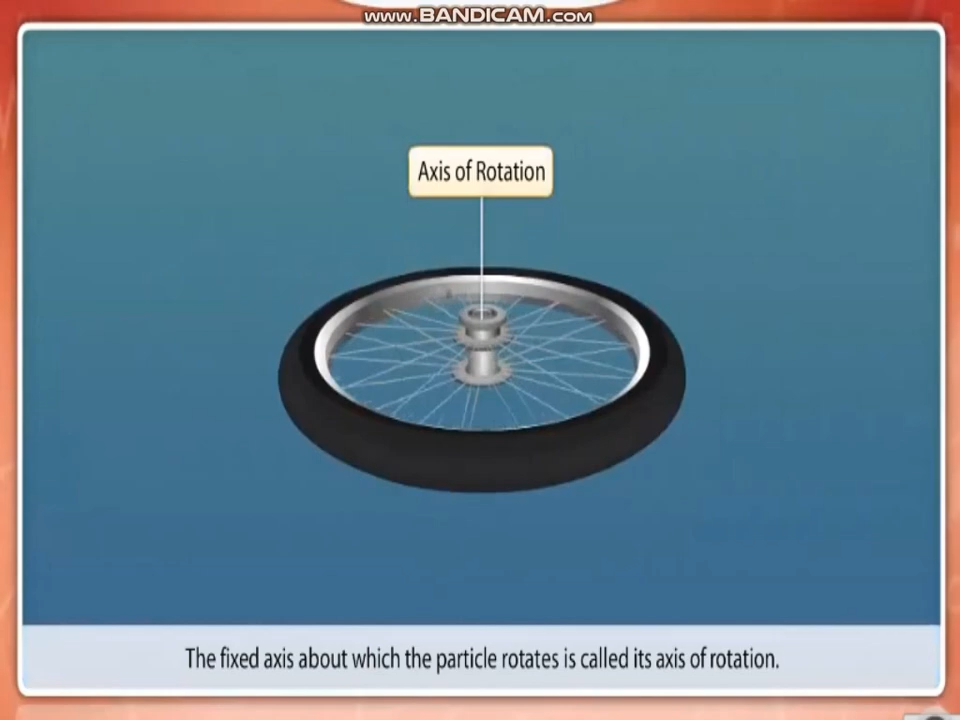 www.BANDICAM.com
Axis of Rotation
The fixed axis about which the particle rotates is called its axis of rotation.